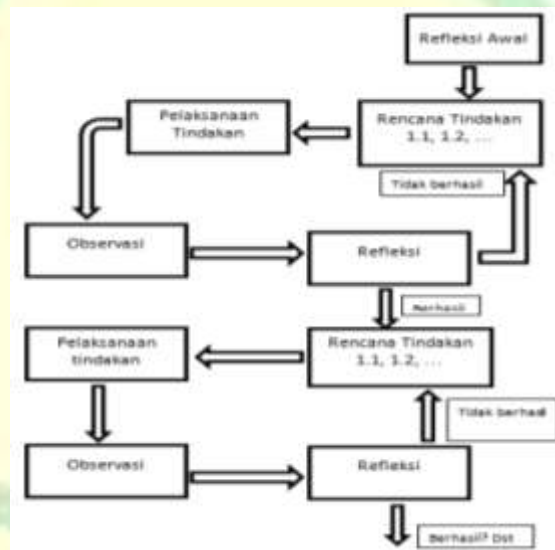 Refleksi Awal
Pelaksanaan
Tindakan
Rencana Tindakan
1.1, 1.2, ...
Tidak berhasil
Observasi
Refleksi
Berhasil
Pelaksanaan
tindakan
Rencana Tindakan
1.1, 1.2, ...
Tidak berhasil
Observasi
Refleksi
Berhasil? Dst